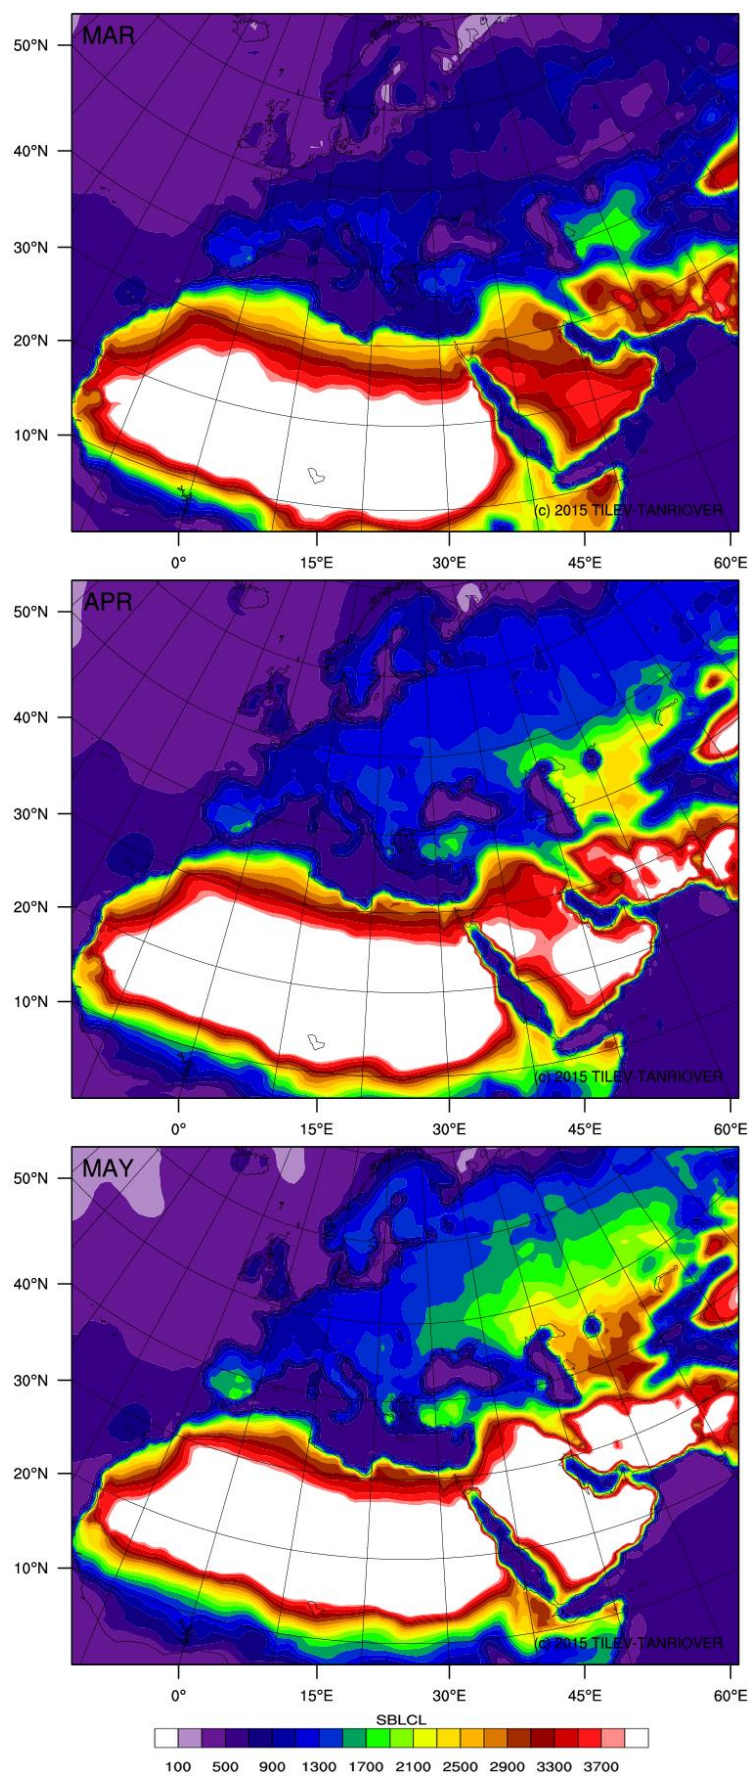 MAR
50°N
40°N
30°N
20°N
10°N
(c) 2015 TILEV-TANRIOVER
0° 15°E 30°E 45°E 60°E
APR
50°N
40°N
30°N
20°N
10°N
(c) 2015 TILEV-TANRIOVER
0° 15°E 30°E 45°E 60°E
MAY
50°N
40°N
30°N
20°N
10°N
(c) 2015 TILEV-TANRIOVER
0° 15°E 30°E 45°E 60°E
SBLCL
100 500 900 1300 1700 2100 2500 2900 3300 3700